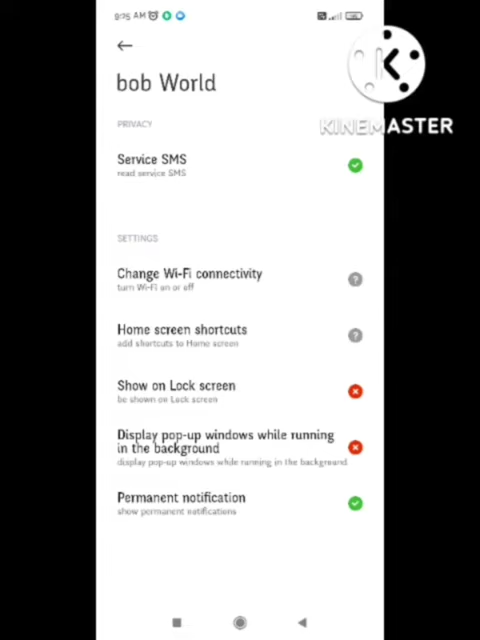 9:25 AM
bob World
KINEMASTER
PRIVACY
Service SMS
read service SMS
SETTINGS
Change Wi-Fi connectivity
turn Wi-Fi on or off
Home screen shortcuts
add shortcuts to Home screen
Show on Lock screen
be shown on Lock screen
Display pop-up windows while running
in the background
display pop-up windows while running in the background
Permanent notification
show permanent notifications